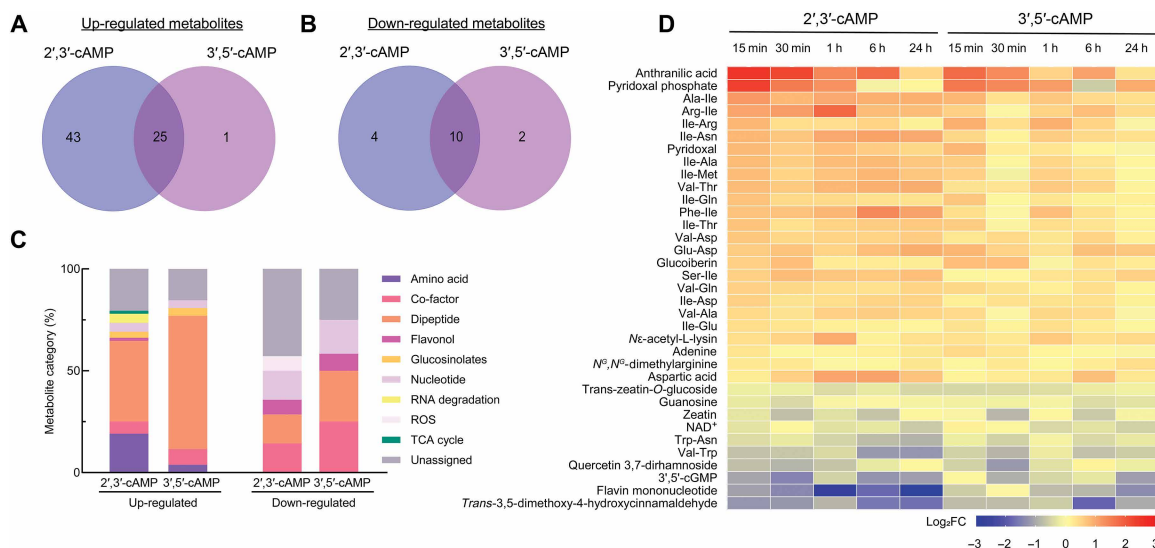 A
Up-regulated metabolites
2′,3′-cAMP
3′,5′-cAMP
43
25
1
B
Down-regulated metabolites
2′,3′-cAMP
3′,5′-cAMP
4
10
2
C
Metabolite category (%)
100
50
0
2′,3′-cAMP
3′,5′-cAMP
2′,3′-cAMP
3′,5′-cAMP
Up-regulated
Down-regulated
Amino acid
Co-factor
Dipeptide
Flavonol
Glucosinolates
Nucleotide
RNA degradation
ROS
TCA cycle
Unassigned
D
2′,3′-cAMP
3′,5′-cAMP
15 min
30 min
1 h
6 h
24 h
15 min
30 min
1 h
6 h
24 h
Anthranilic acid
Pyridoxal phosphate
Ala-Ile
Arg-Ile
Ile-Arg
Ile-Asn
Pyridoxal
Ile-Ala
Ile-Met
Val-Thr
Ile-Gln
Phe-Ile
Ile-Thr
Val-Asp
Glu-Asp
Glucoiberin
Ser-Ile
Val-Gln
Ile-Asp
Val-Ala
Ile-Glu
Nε-acetyl-L-lysin
Adenine
Nᴳ,Nᴳ-dimethylarginine
Aspartic acid
Trans-zeatin-O-glucoside
Guanosine
Zeatin
NAD⁺
Trp-Asn
Val-Trp
Quercetin 3,7-dirhamnoside
3′,5′-cGMP
Flavin mononucleotide
Trans-3,5-dimethoxy-4-hydroxycinnamaldehyde
Log₂FC
−3
−2
−1
0
1
2
3